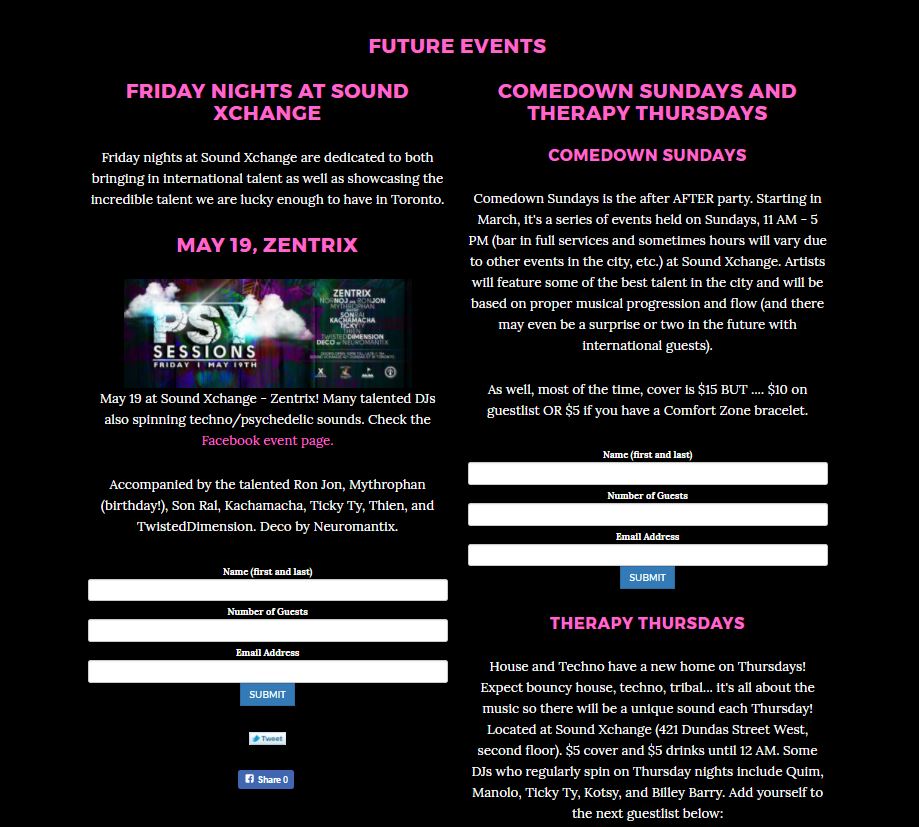 FUTURE EVENTS
FRIDAY NIGHTS AT SOUND
XCHANGE
Friday nights at Sound Xchange are dedicated to both
bringing in international talent as well as showcasing the
incredible talent we are lucky enough to have in Toronto.
MAY 19, ZENTRIX
PSY
SESSIONS
FRIDAY | MAY 19TH
ZENTRIX
NORNOJ AKA RONJON
MYTHROPHAN
SONRAL
KACHAMACHA
TICKYTY
THIEN
TWISTEDDIMENSION
DECO BY NEUROMANTIX
May 19 at Sound Xchange - Zentrix! Many talented DJs
also spinning techno/psychedelic sounds. Check the
Facebook event page.
Accompanied by the talented Ron Jon, Mythrophan
(birthday!), Son Ral, Kachamacha, Ticky Ty, Thien, and
TwistedDimension. Deco by Neuromantix.
Name (first and last)
Number of Guests
Email Address
SUBMIT
Tweet
Share 0
COMEDOWN SUNDAYS AND
THERAPY THURSDAYS
COMEDOWN SUNDAYS
Comedown Sundays is the after AFTER party. Starting in
March, it's a series of events held on Sundays, 11 AM - 5
PM (bar in full services and sometimes hours will vary due
to other events in the city, etc.) at Sound Xchange. Artists
will feature some of the best talent in the city and will be
based on proper musical progression and flow (and there
may even be a surprise or two in the future with
international guests).
As well, most of the time, cover is $15 BUT .... $10 on
guestlist OR $5 if you have a Comfort Zone bracelet.
Name (first and last)
Number of Guests
Email Address
SUBMIT
THERAPY THURSDAYS
House and Techno have a new home on Thursdays!
Expect bouncy house, techno, tribal... it's all about the
music so there will be a unique sound each Thursday!
Located at Sound Xchange (421 Dundas Street West,
second floor). $5 cover and $5 drinks until 12 AM. Some
DJs who regularly spin on Thursday nights include Quim,
Manolo, Ticky Ty, Kotsy, and Billey Barry. Add yourself to
the next guestlist below: